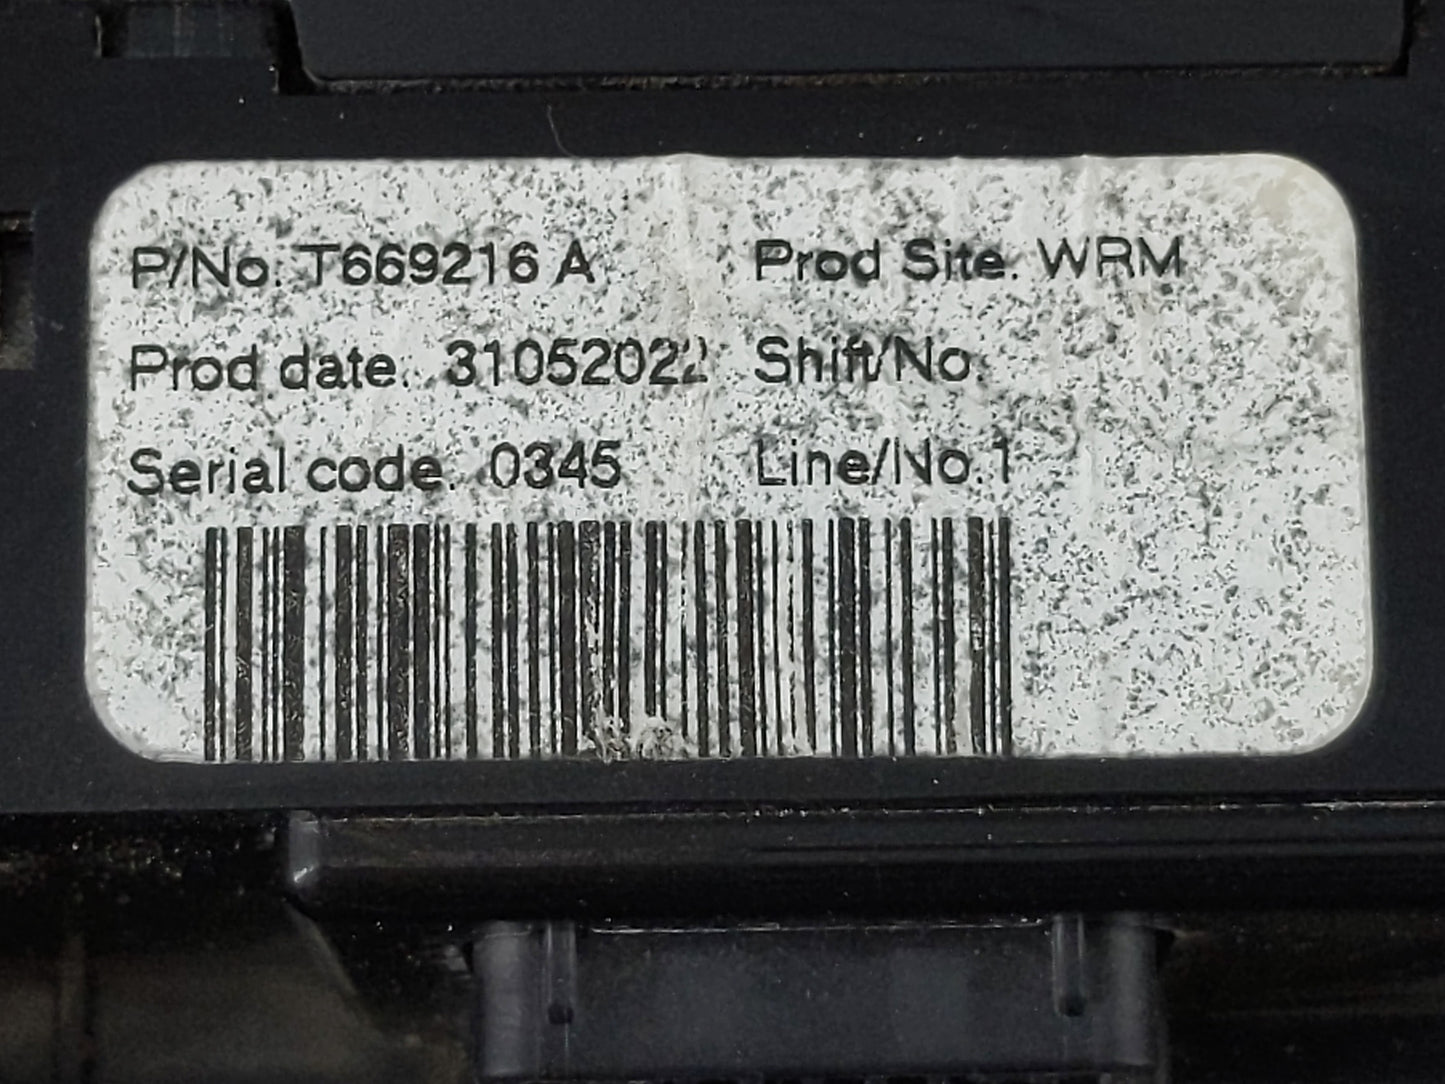 P/No. T669216 A Prod Site. WRM
Prod date. 31052022 Shift/No.
Serial code. 0345 Line/No.1